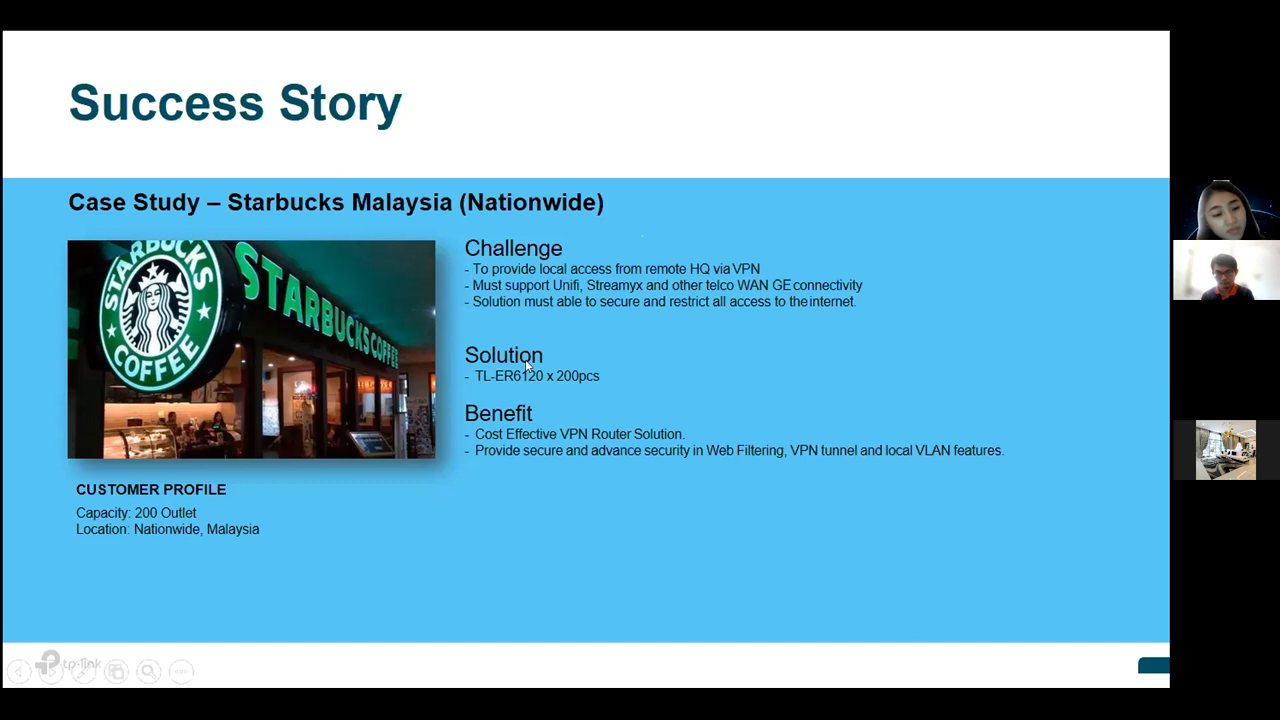 Success Story
Case Study – Starbucks Malaysia (Nationwide)
STARBUCKS
COFFEE
STARBUCKS COFFEE
Challenge
- To provide local access from remote HQ via VPN
- Must support Unifi, Streamyx and other telco WAN GE connectivity
- Solution must able to secure and restrict all access to the internet.
Solution
- TL-ER6120 x 200pcs
Benefit
- Cost Effective VPN Router Solution.
- Provide secure and advance security in Web Filtering, VPN tunnel and local VLAN features.
CUSTOMER PROFILE
Capacity: 200 Outlet
Location: Nationwide, Malaysia
tp-link